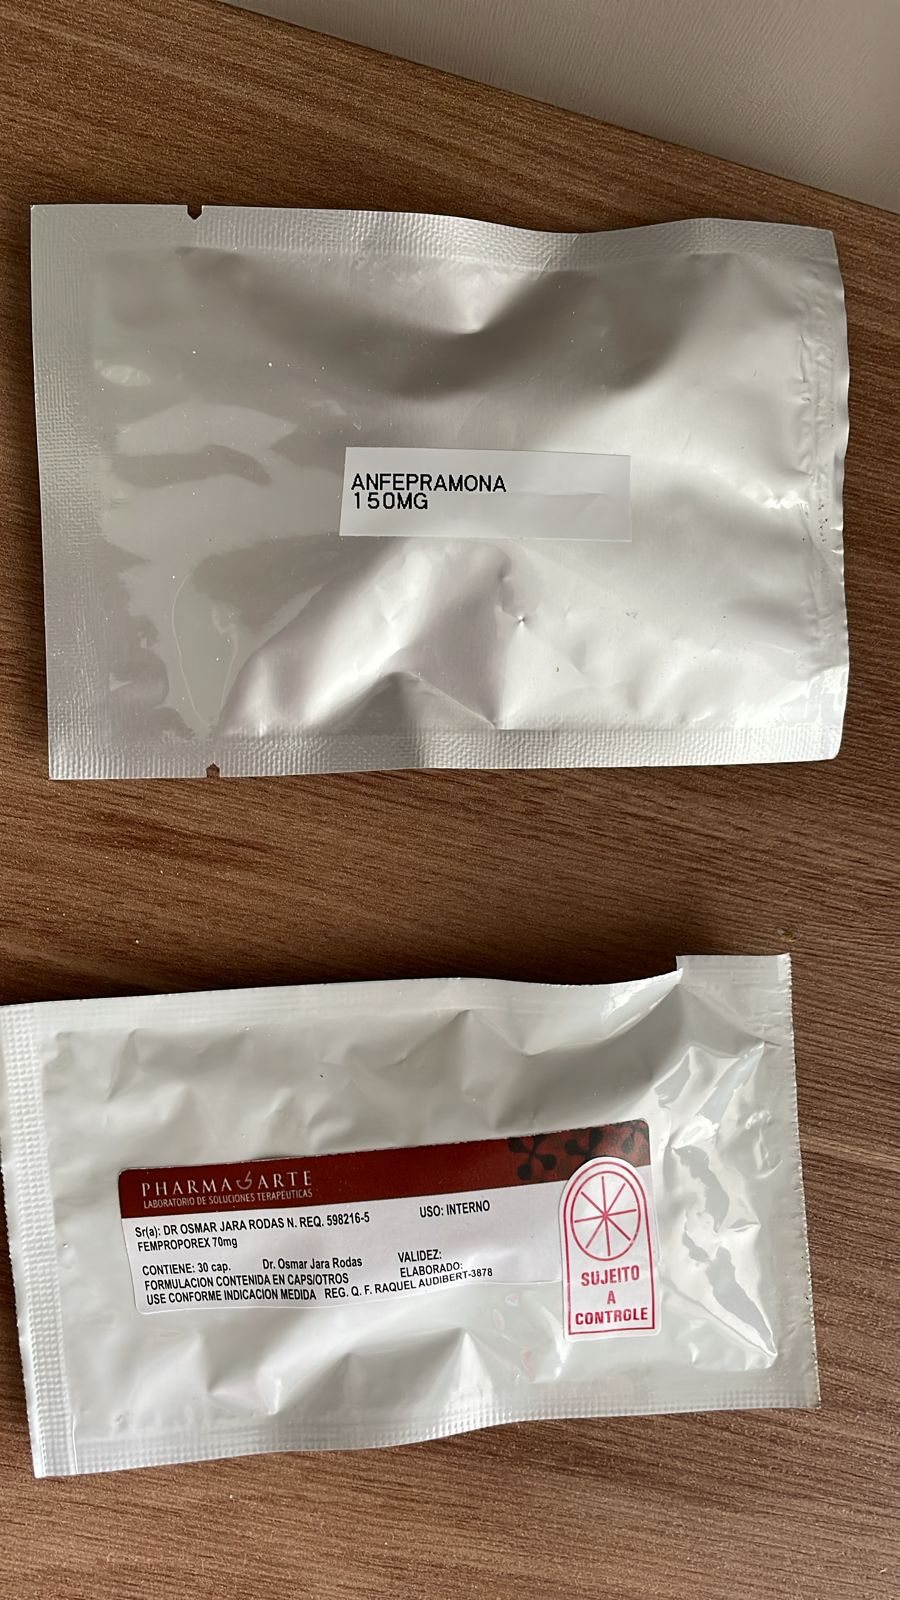 ANFEPRAMONA
150MG
PHARMA ARTE
LABORATORIO DE SOLUCIONES TERAPEUTICAS
Sr(a): DR OSMAR JARA RODAS N. REQ. 598216-5 USO: INTERNO
FEMPROPOREX 70mg
CONTIENE: 30 cap. Dr. Osmar Jara Rodas VALIDEZ:
FORMULACION CONTENIDA EN CAPS/OTROS ELABORADO:
USE CONFORME INDICACION MEDIDA REG. Q. F. RAQUEL AUDIBERT-3878
SUJEITO
A
CONTROLE